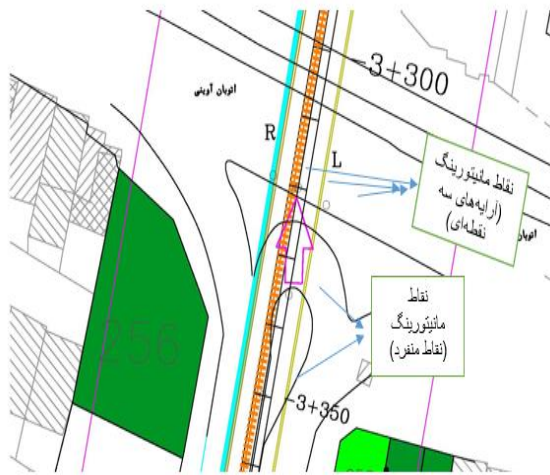 -3+300
اتوبان آوینی
R
L
نقاط مانیتورینگ
(آرایه‌های سه
نقطه‌ای)
اتوبان
نقاط
مانیتورینگ
(نقاط منفرد)
256
-3+350